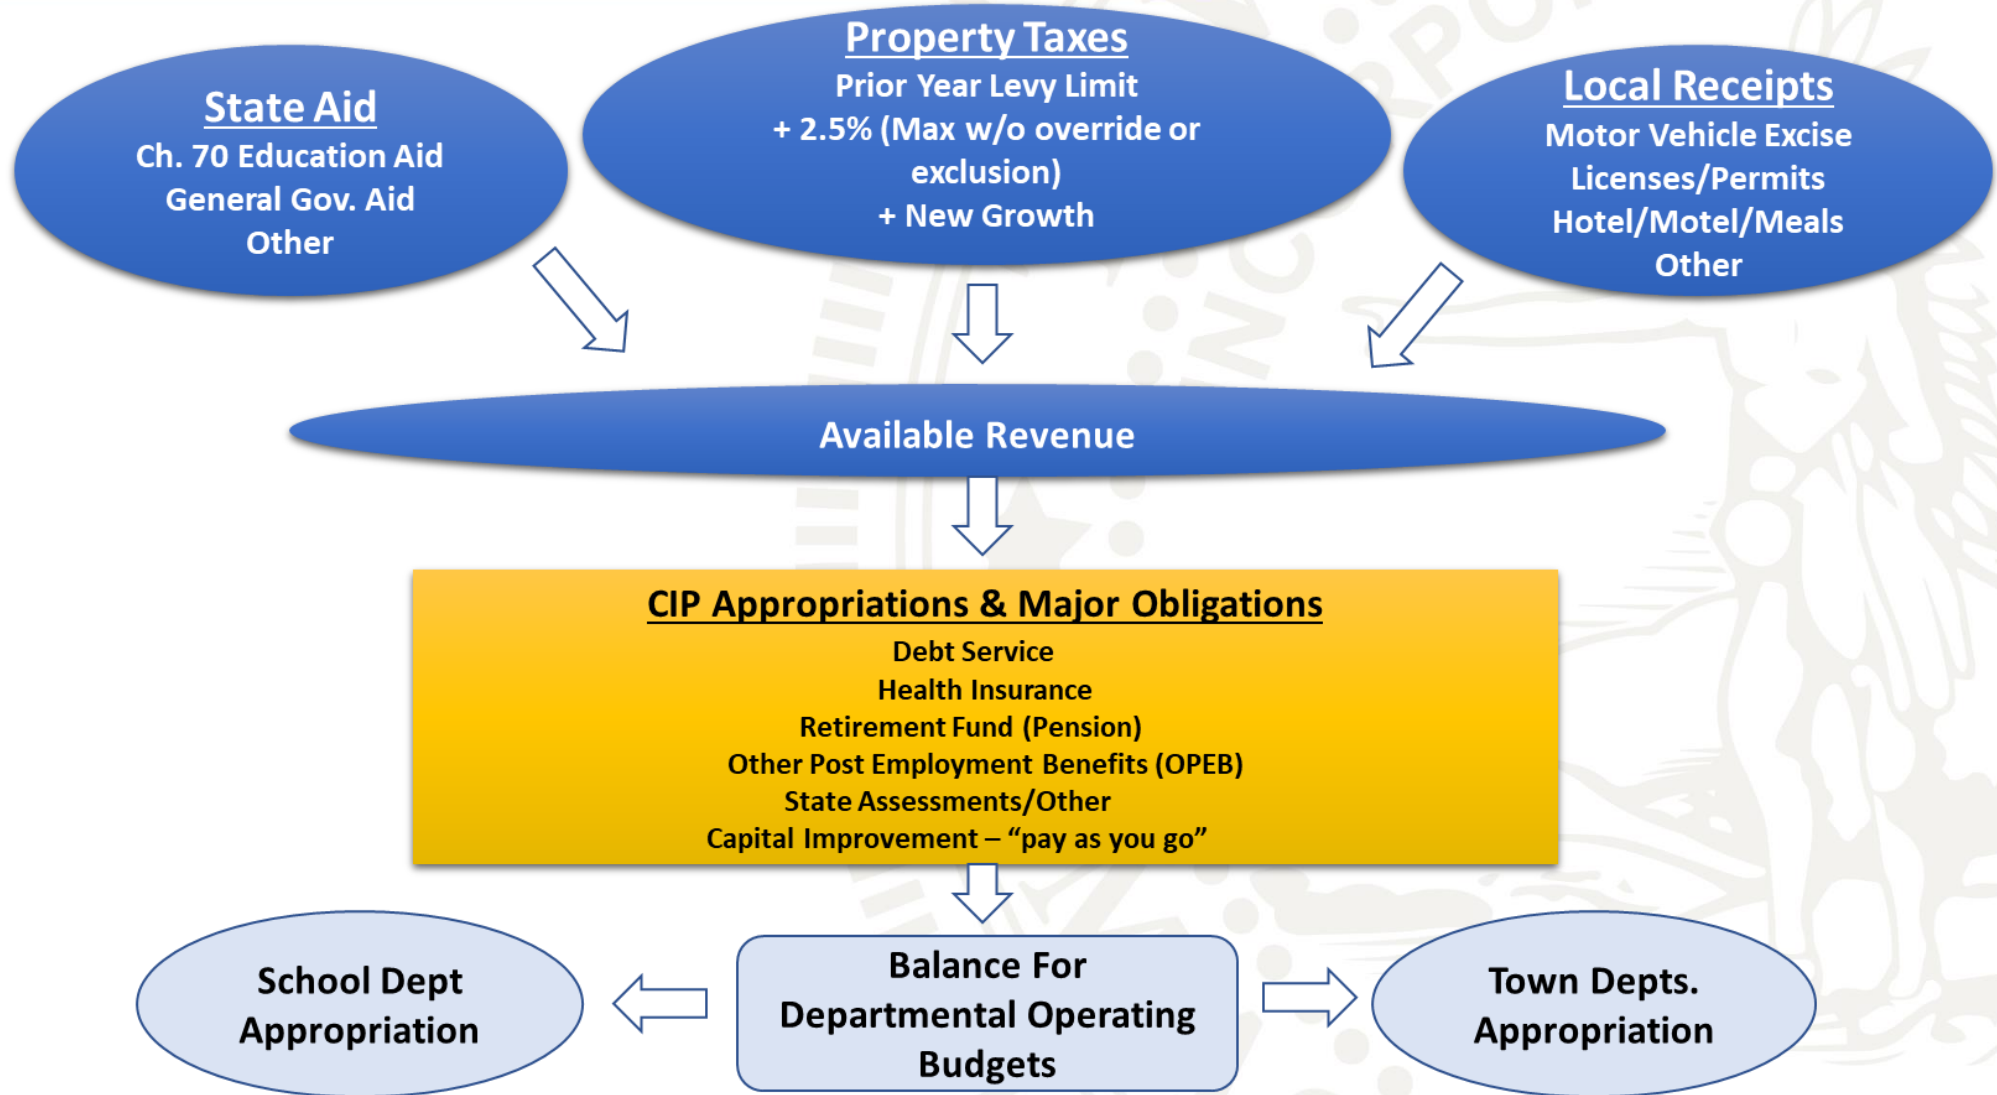 State Aid
Ch. 70 Education Aid
General Gov. Aid
Other
Property Taxes
Prior Year Levy Limit
+ 2.5% (Max w/o override or
exclusion)
+ New Growth
Local Receipts
Motor Vehicle Excise
Licenses/Permits
Hotel/Motel/Meals
Other
Available Revenue
CIP Appropriations & Major Obligations
Debt Service
Health Insurance
Retirement Fund (Pension)
Other Post Employment Benefits (OPEB)
State Assessments/Other
Capital Improvement – “pay as you go”
School Dept
Appropriation
Balance For
Departmental Operating
Budgets
Town Depts.
Appropriation